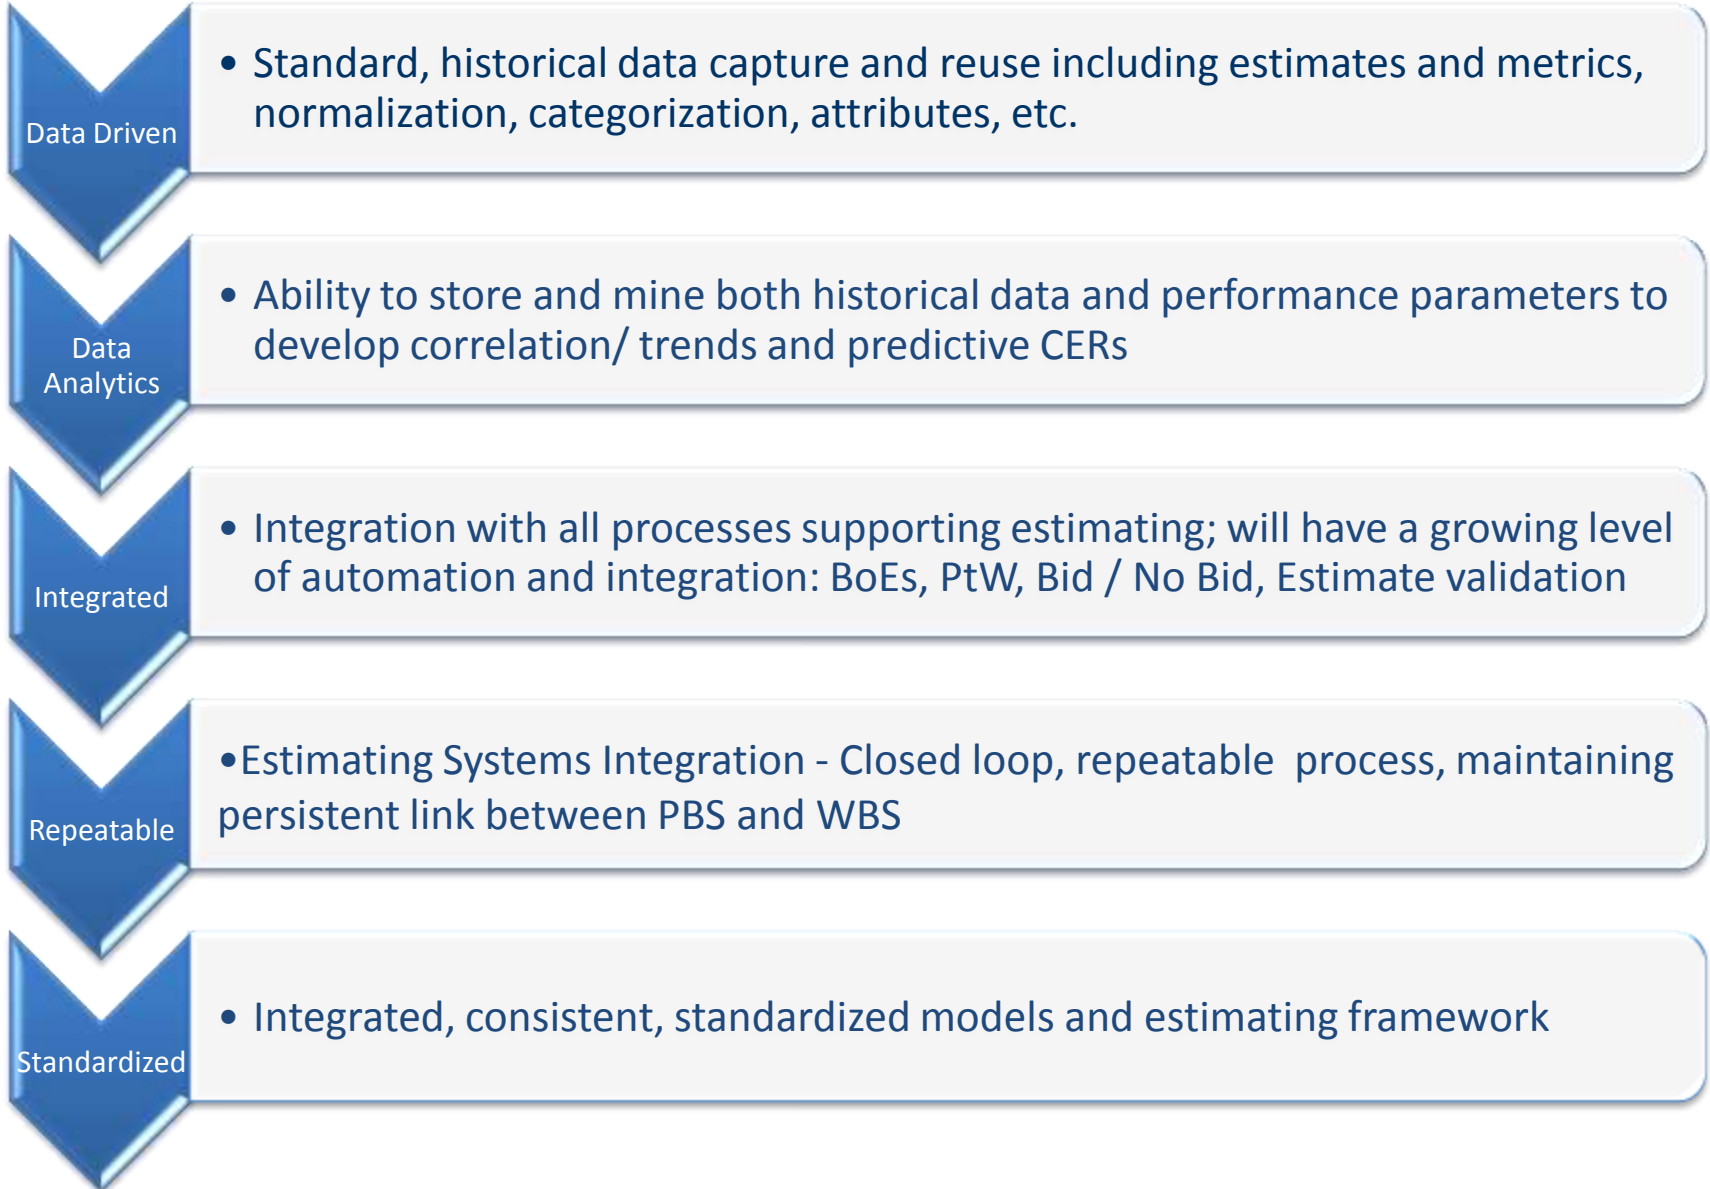 Data Driven
• Standard, historical data capture and reuse including estimates and metrics,
normalization, categorization, attributes, etc.
Data
Analytics
• Ability to store and mine both historical data and performance parameters to
develop correlation/ trends and predictive CERs
Integrated
• Integration with all processes supporting estimating; will have a growing level
of automation and integration: BoEs, PtW, Bid / No Bid, Estimate validation
Repeatable
•Estimating Systems Integration - Closed loop, repeatable  process, maintaining
persistent link between PBS and WBS
Standardized
• Integrated, consistent, standardized models and estimating framework